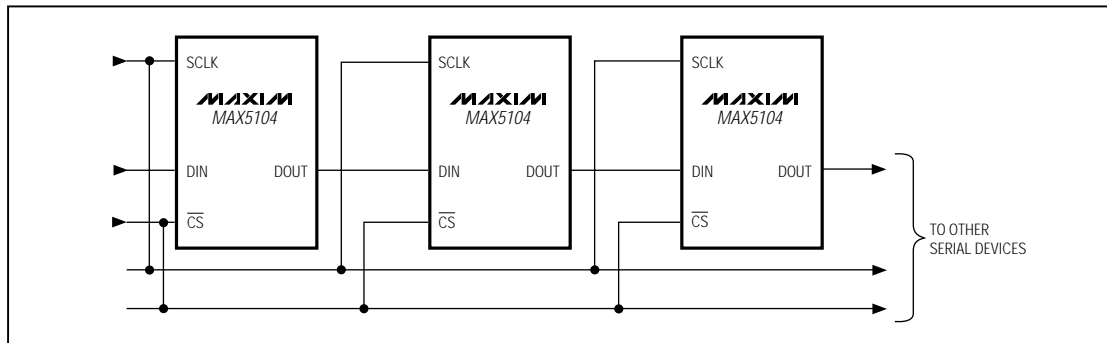 SCLK
MAXIM
MAX5104
DIN
DOUT
CS
SCLK
MAXIM
MAX5104
DIN
DOUT
CS
SCLK
MAXIM
MAX5104
DIN
DOUT
CS
TO OTHER
SERIAL DEVICES